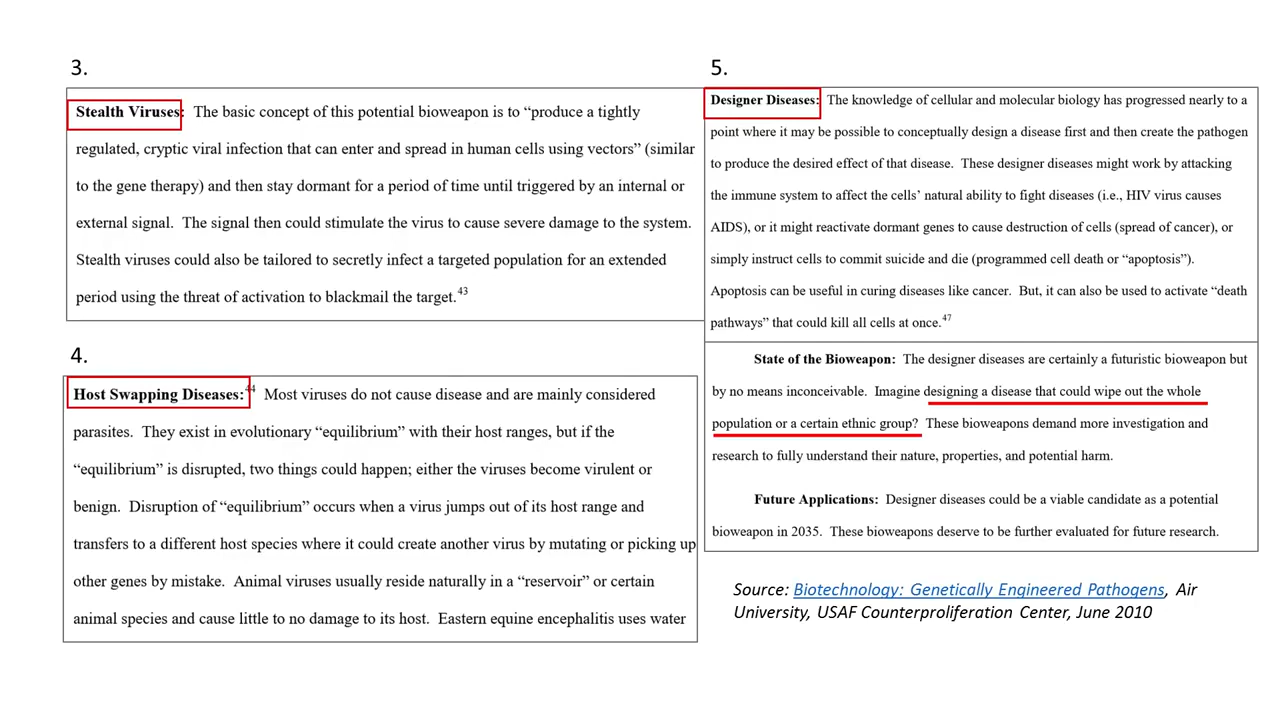 3.
Stealth Viruses: The basic concept of this potential bioweapon is to “produce a tightly
regulated, cryptic viral infection that can enter and spread in human cells using vectors” (similar
to the gene therapy) and then stay dormant for a period of time until triggered by an internal or
external signal. The signal then could stimulate the virus to cause severe damage to the system.
Stealth viruses could also be tailored to secretly infect a targeted population for an extended
period using the threat of activation to blackmail the target.43
4.
Host Swapping Diseases:44 Most viruses do not cause disease and are mainly considered
parasites. They exist in evolutionary “equilibrium” with their host ranges, but if the
“equilibrium” is disrupted, two things could happen; either the viruses become virulent or
benign. Disruption of “equilibrium” occurs when a virus jumps out of its host range and
transfers to a different host species where it could create another virus by mutating or picking up
other genes by mistake. Animal viruses usually reside naturally in a “reservoir” or certain
animal species and cause little to no damage to its host. Eastern equine encephalitis uses water
5.
Designer Diseases: The knowledge of cellular and molecular biology has progressed nearly to a
point where it may be possible to conceptually design a disease first and then create the pathogen
to produce the desired effect of that disease. These designer diseases might work by attacking
the immune system to affect the cells’ natural ability to fight diseases (i.e., HIV virus causes
AIDS), or it might reactivate dormant genes to cause destruction of cells (spread of cancer), or
simply instruct cells to commit suicide and die (programmed cell death or “apoptosis”).
Apoptosis can be useful in curing diseases like cancer. But, it can also be used to activate “death
pathways” that could kill all cells at once.47
State of the Bioweapon: The designer diseases are certainly a futuristic bioweapon but
by no means inconceivable. Imagine designing a disease that could wipe out the whole
population or a certain ethnic group? These bioweapons demand more investigation and
research to fully understand their nature, properties, and potential harm.
Future Applications: Designer diseases could be a viable candidate as a potential
bioweapon in 2035. These bioweapons deserve to be further evaluated for future research.
Source: Biotechnology: Genetically Engineered Pathogens, Air
University, USAF Counterproliferation Center, June 2010